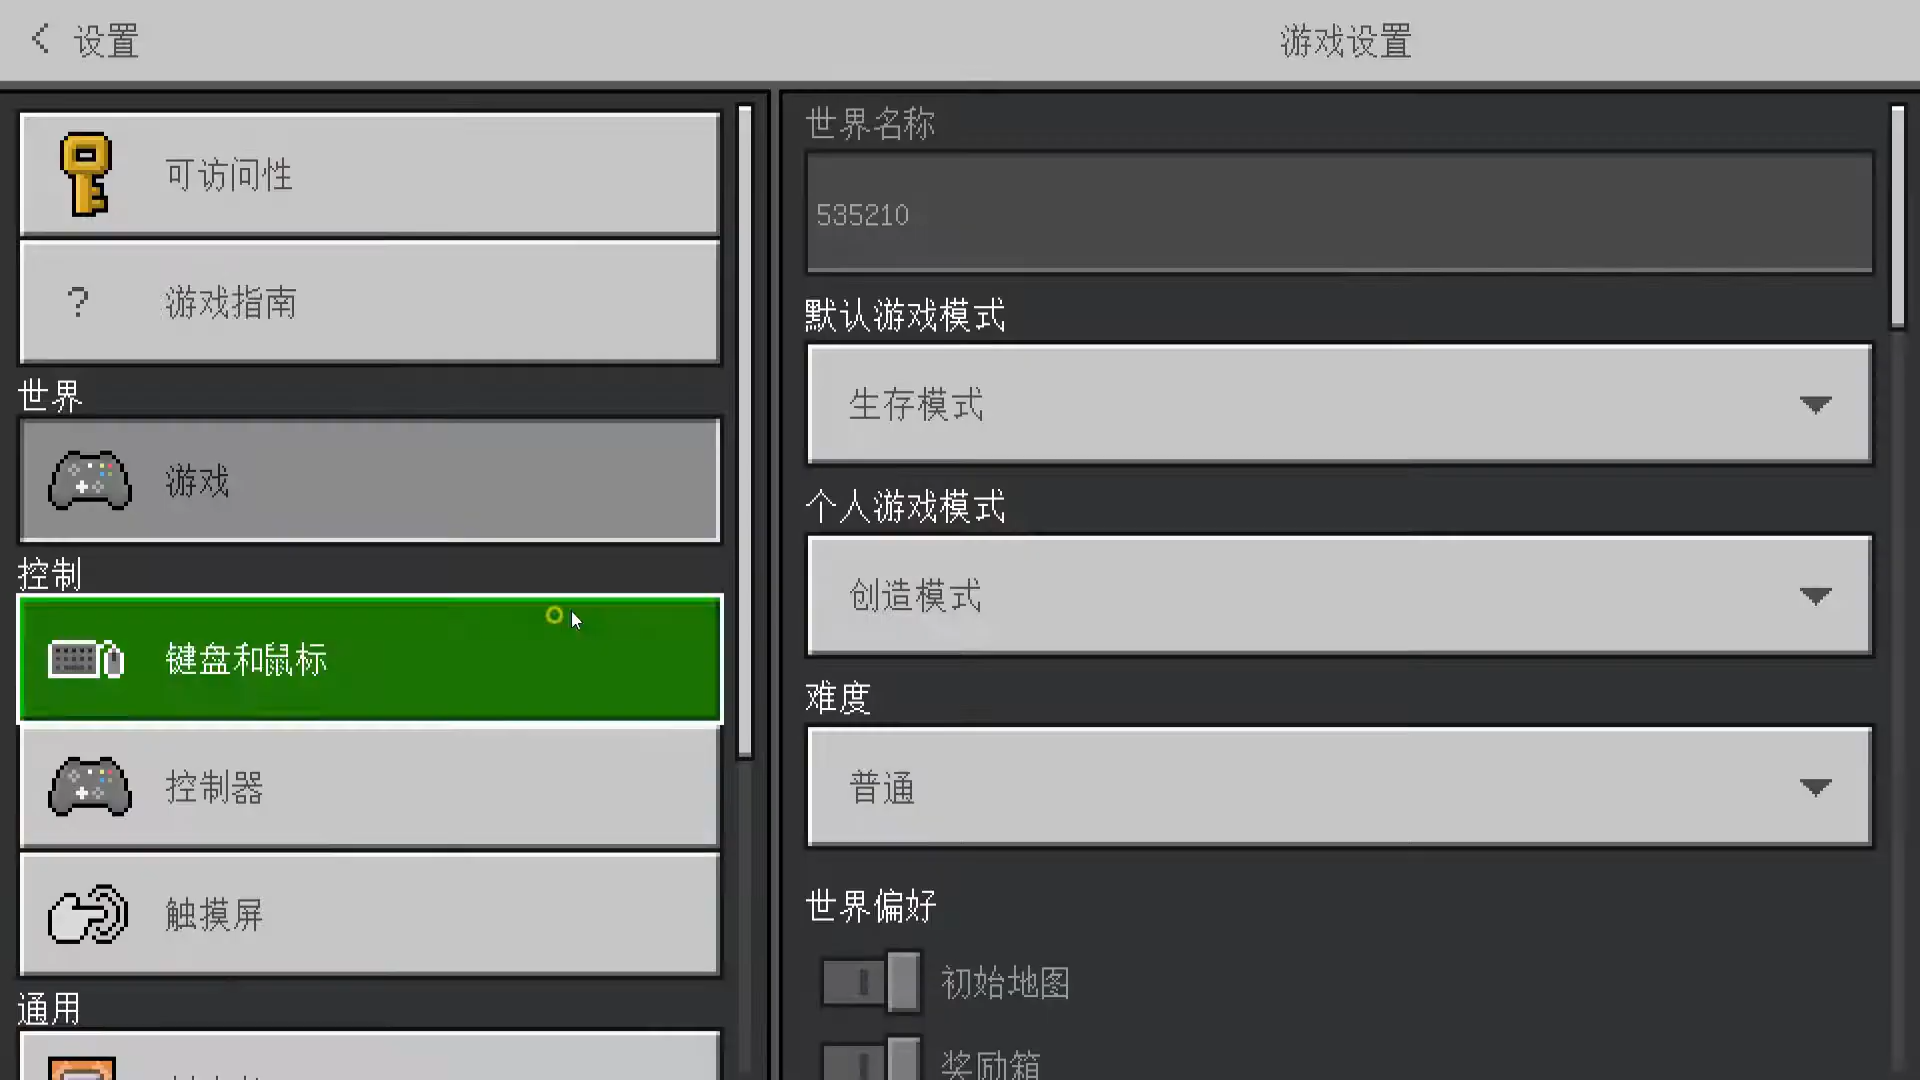 设置
游戏设置
可访问性
?
游戏指南
世界
游戏
控制
键盘和鼠标
控制器
触摸屏
通用
世界名称
535210
默认游戏模式
生存模式
个人游戏模式
创造模式
难度
普通
世界偏好
初始地图
奖励箱